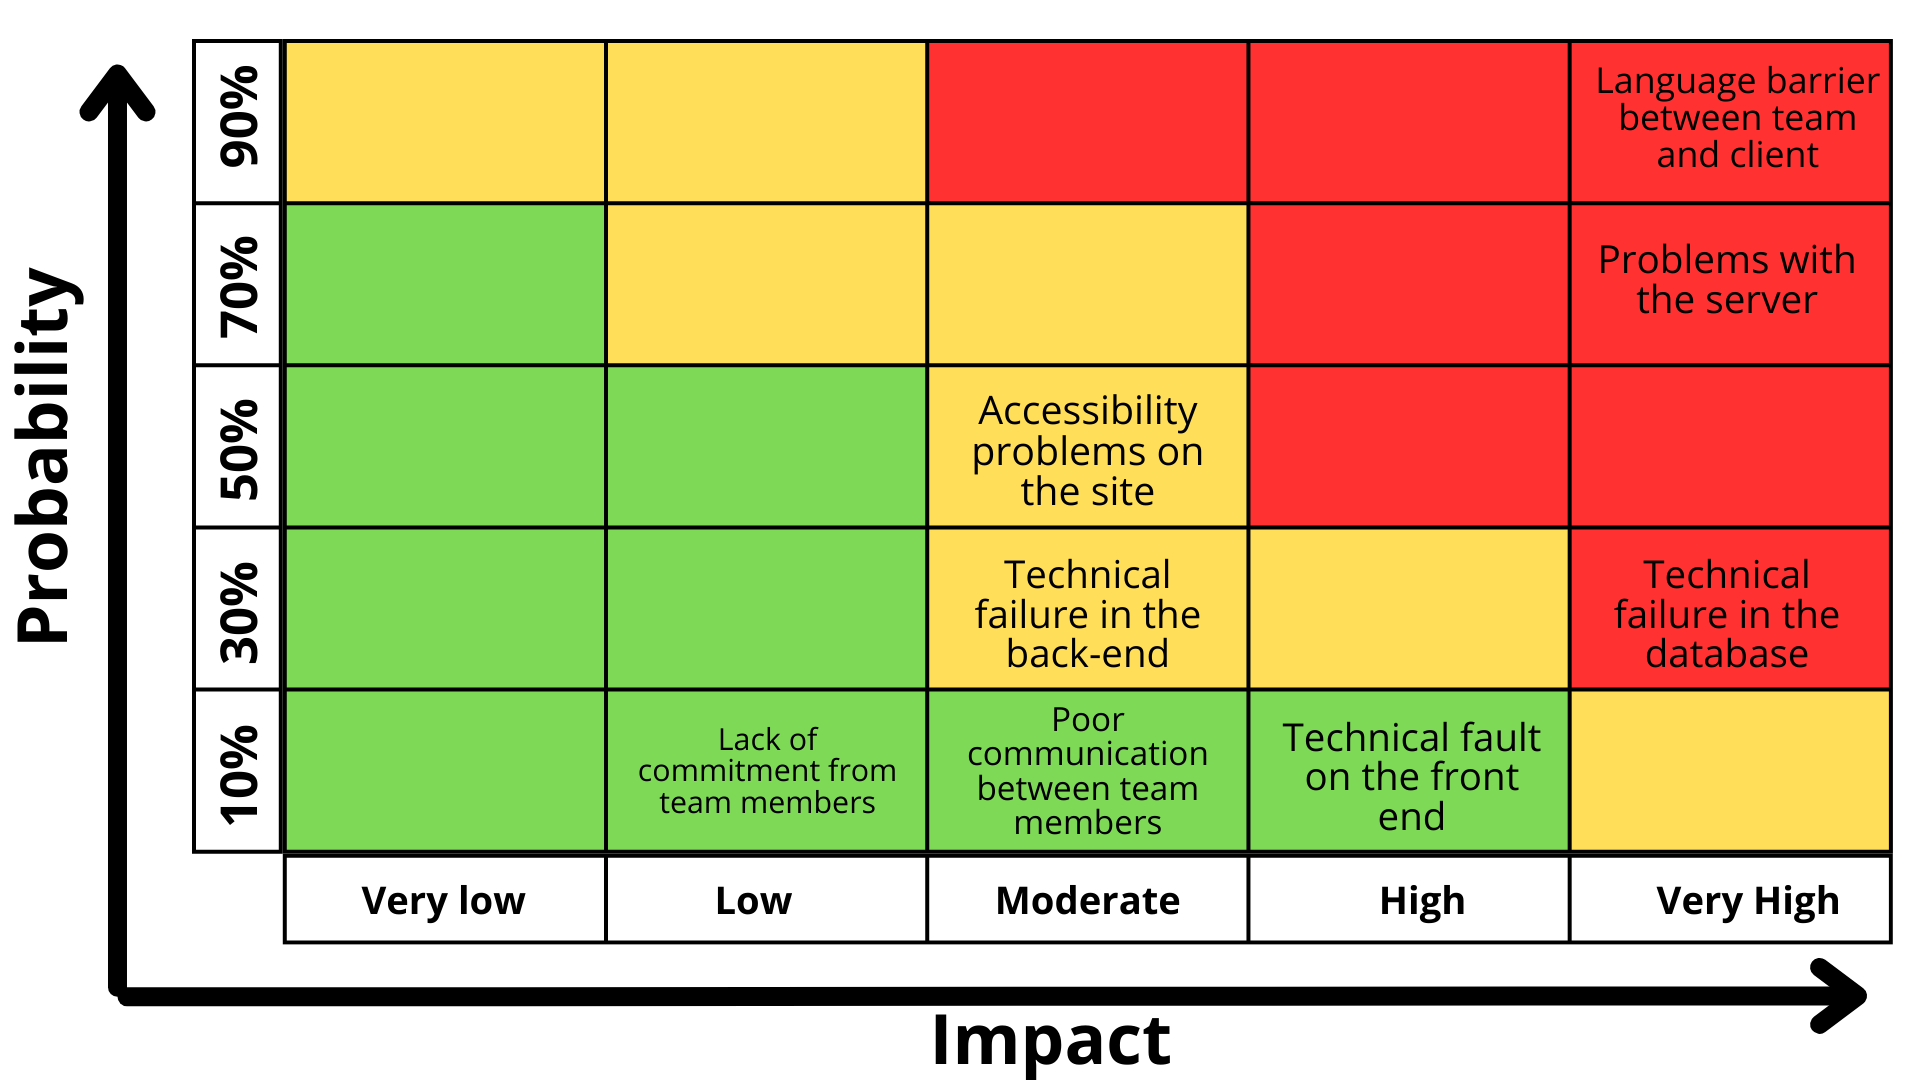 Probability
90%
Language barrier
between team
and client
70%
Problems with
the server
50%
Accessibility
problems on
the site
30%
Technical
failure in the
back-end
Technical
failure in the
database
10%
Lack of
commitment from
team members
Poor
communication
between team
members
Technical fault
on the front
end
Very low
Low
Moderate
High
Very High
Impact